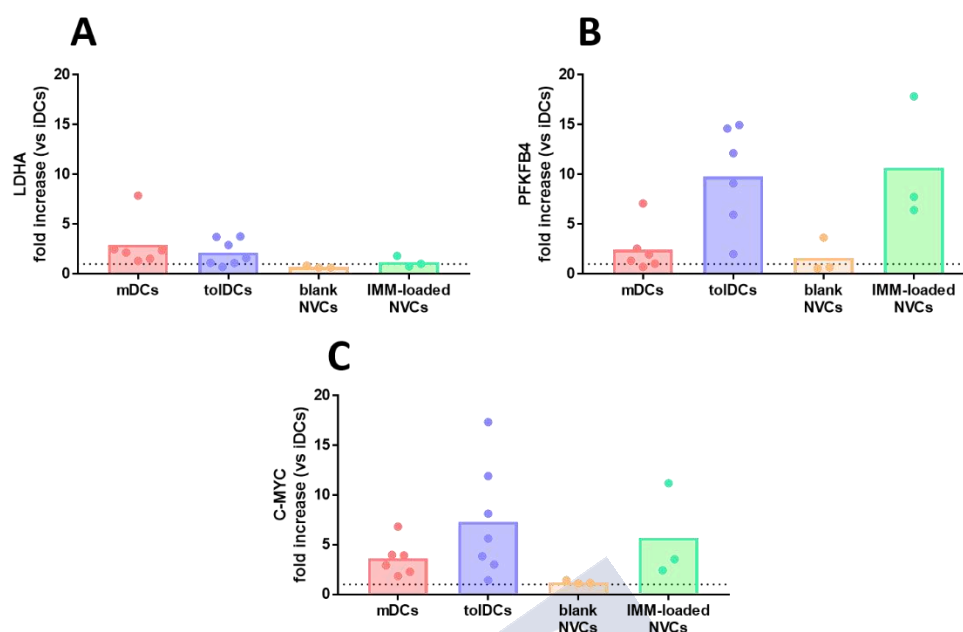 A
LDHA
fold increase (vs iDCs)
20
15
10
5
0
mDCs
tolDCs
blank
NVCs
IMM-loaded
NVCs
B
PFKFB4
fold increase (vs iDCs)
20
15
10
5
0
mDCs
tolDCs
blank
NVCs
IMM-loaded
NVCs
C
C-MYC
fold increase (vs iDCs)
20
15
10
5
0
mDCs
tolDCs
blank
NVCs
IMM-loaded
NVCs